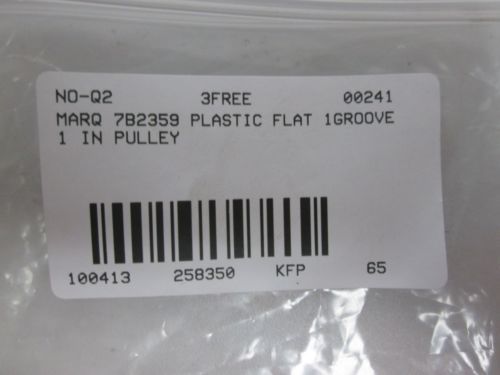 NO-Q2 3FREE 00241
MARQ 7B2359 PLASTIC FLAT 1GROOVE
1 IN PULLEY
100413 258350 KFP 65